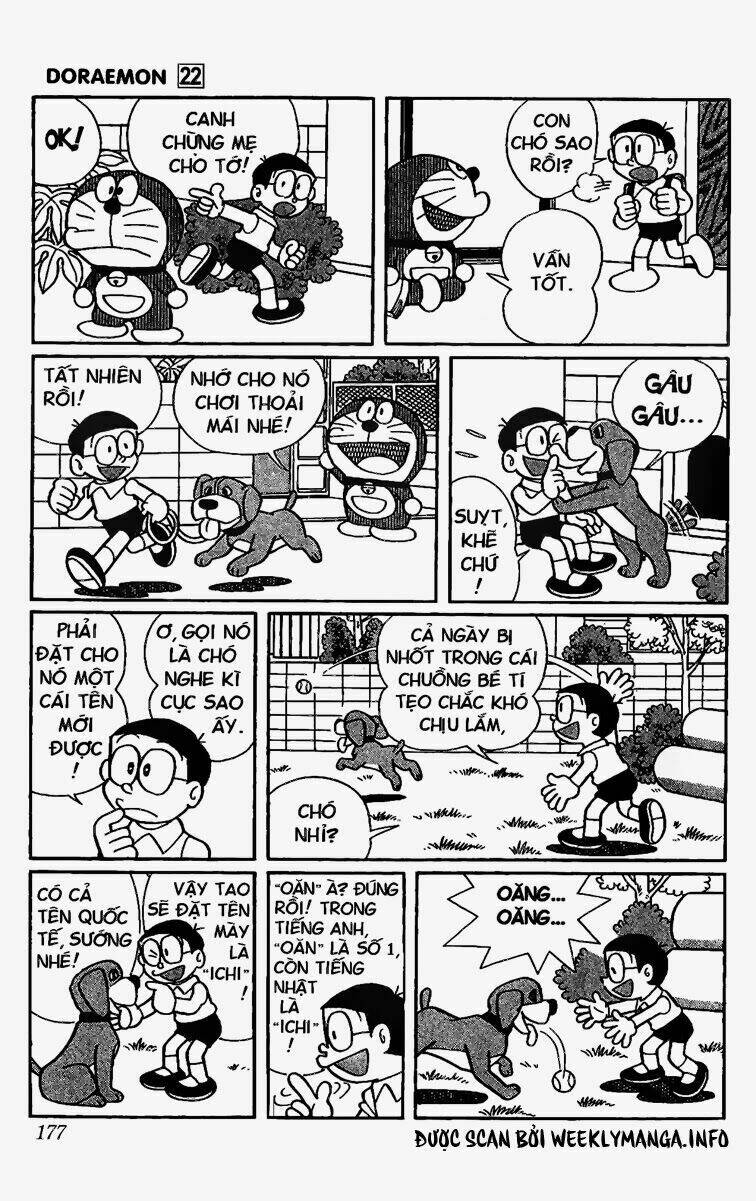 DORAEMON 22
CON
CHÓ SAO
RỒI?
VẪN
TỐT.
CANH
CHỪNG MẸ
CHO TỚ!
OK!
GÂU
GÂU...
SUỴT,
KHẼ
CHỨ
!
NHỚ CHO NÓ
CHƠI THOẢI
MÁI NHÉ!
TẤT NHIÊN
RỒI!
CẢ NGÀY BỊ
NHỐT TRONG CÁI
CHUỒNG BÉ TÍ
TẸO CHẮC KHÓ
CHỊU LẮM,
CHÓ
NHỈ?
Ơ, GỌI NÓ
LÀ CHÓ
NGHE KÌ
CỤC SAO
ẤY.
PHẢI
ĐẶT CHO
NÓ MỘT
CÁI TÊN
MỚI
ĐƯỢC
!
OĂNG...
OĂNG...
"OĂN" À? ĐÚNG
RỒI! TRONG
TIẾNG ANH,
"OĂN" LÀ SỐ 1,
CÒN TIẾNG
NHẬT
LÀ
"ICHI"
!
VẬY TAO
SẼ ĐẶT TÊN
MÀY
LÀ
"ICHI"
!
CÓ CẢ
TÊN QUỐC
TẾ, SƯỚNG
NHÉ!
177
ĐƯỢC SCAN BỞI WEEKLYMANGA.INFO